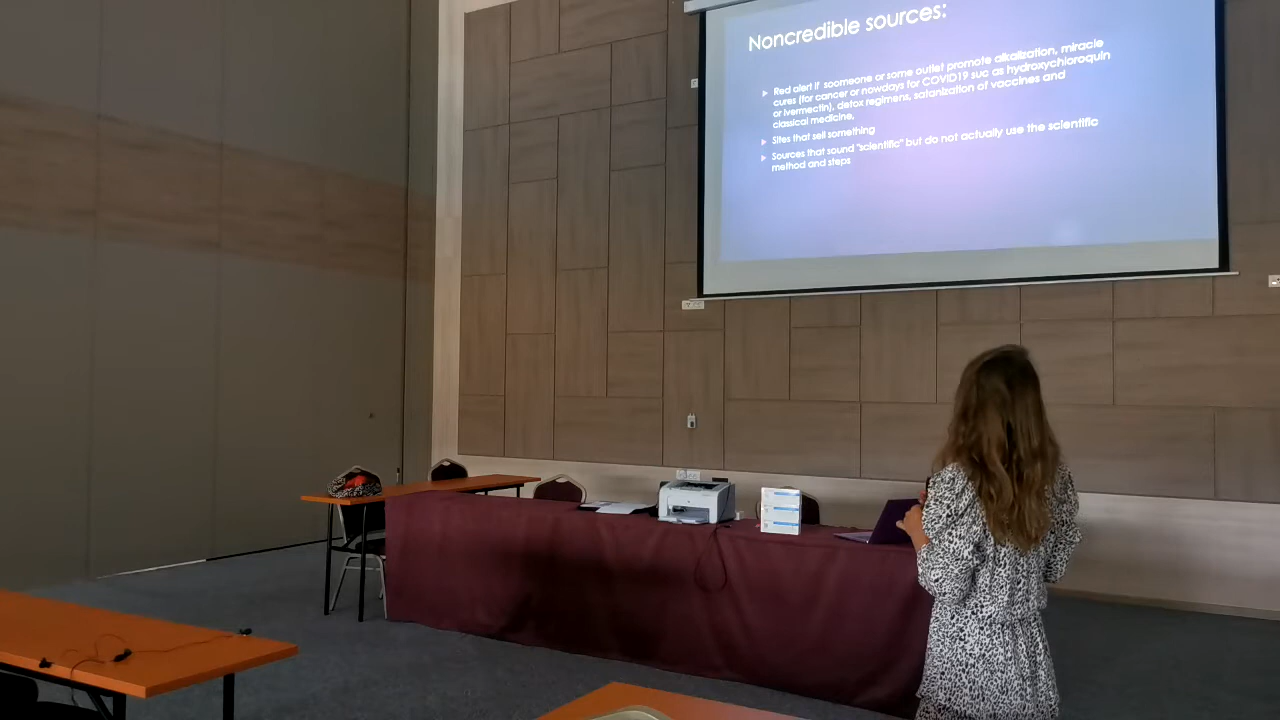 Noncredible sources:
Red alert if soomeone or some outlet promote alkalization, miracle
cures (for cancer or nowdays for COVID19 suc as hydroxychloroquin
or ivermectin), detox regimens, satanization of vaccines and
classical medicine,
Sites that sell something
Sources that sound "scientific" but do not actually use the scientific
method and steps